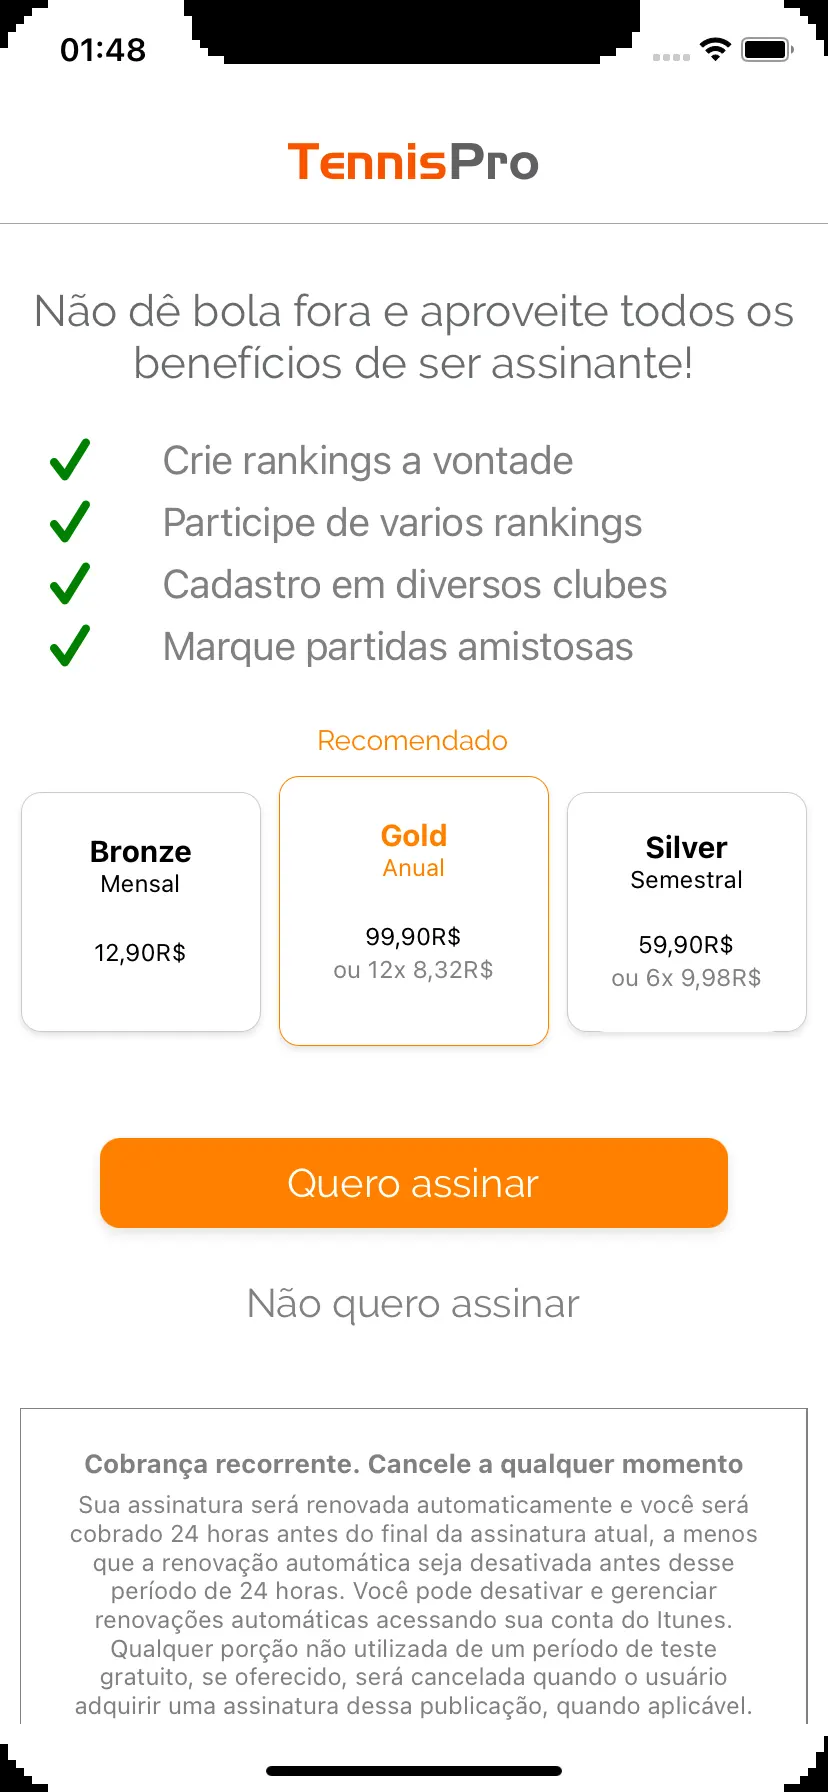 01:48
TennisPro
Não dê bola fora e aproveite todos os
benefícios de ser assinante!
Crie rankings a vontade
Participe de varios rankings
Cadastro em diversos clubes
Marque partidas amistosas
Recomendado
Bronze
Mensal
12,90R$
Gold
Anual
99,90R$
ou 12x 8,32R$
Silver
Semestral
59,90R$
ou 6x 9,98R$
Quero assinar
Não quero assinar
Cobrança recorrente. Cancele a qualquer momento
Sua assinatura será renovada automaticamente e você será
cobrado 24 horas antes do final da assinatura atual, a menos
que a renovação automática seja desativada antes desse
período de 24 horas. Você pode desativar e gerenciar
renovações automáticas acessando sua conta do Itunes.
Qualquer porção não utilizada de um período de teste
gratuito, se oferecido, será cancelada quando o usuário
adquirir uma assinatura dessa publicação, quando aplicável.